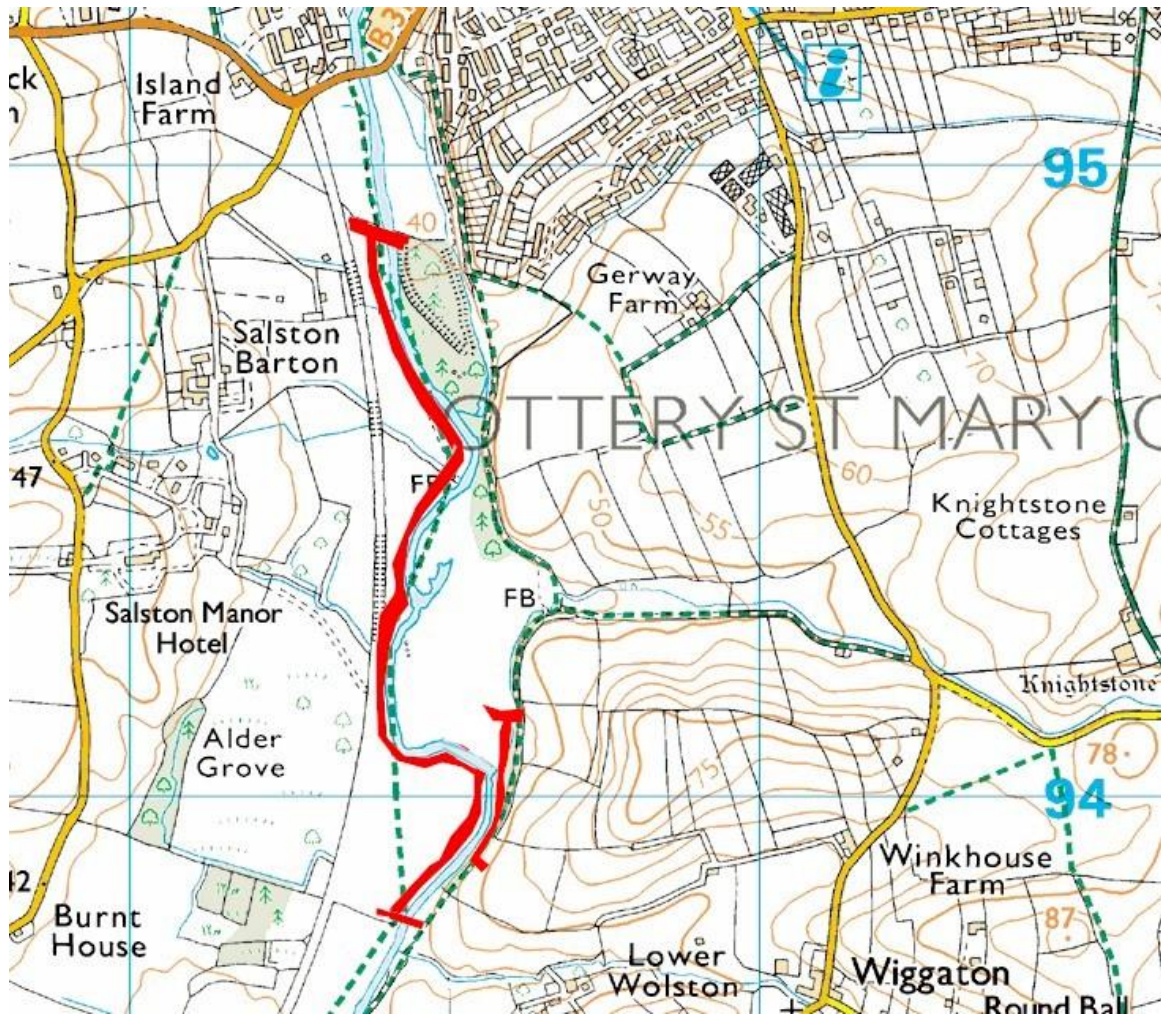 B3
Island
Farm
ck
i
95
40
Gerway
Farm
Salston
Barton
70
OTTERY ST MARY C
47
60
50
55
Knightstone
Cottages
FB
Salston Manor
Hotel
Knightstone
Alder
Grove
75
78
94
Winkhouse
Farm
Burnt
House
87
Lower
Wolston
Wiggaton
Round Ball